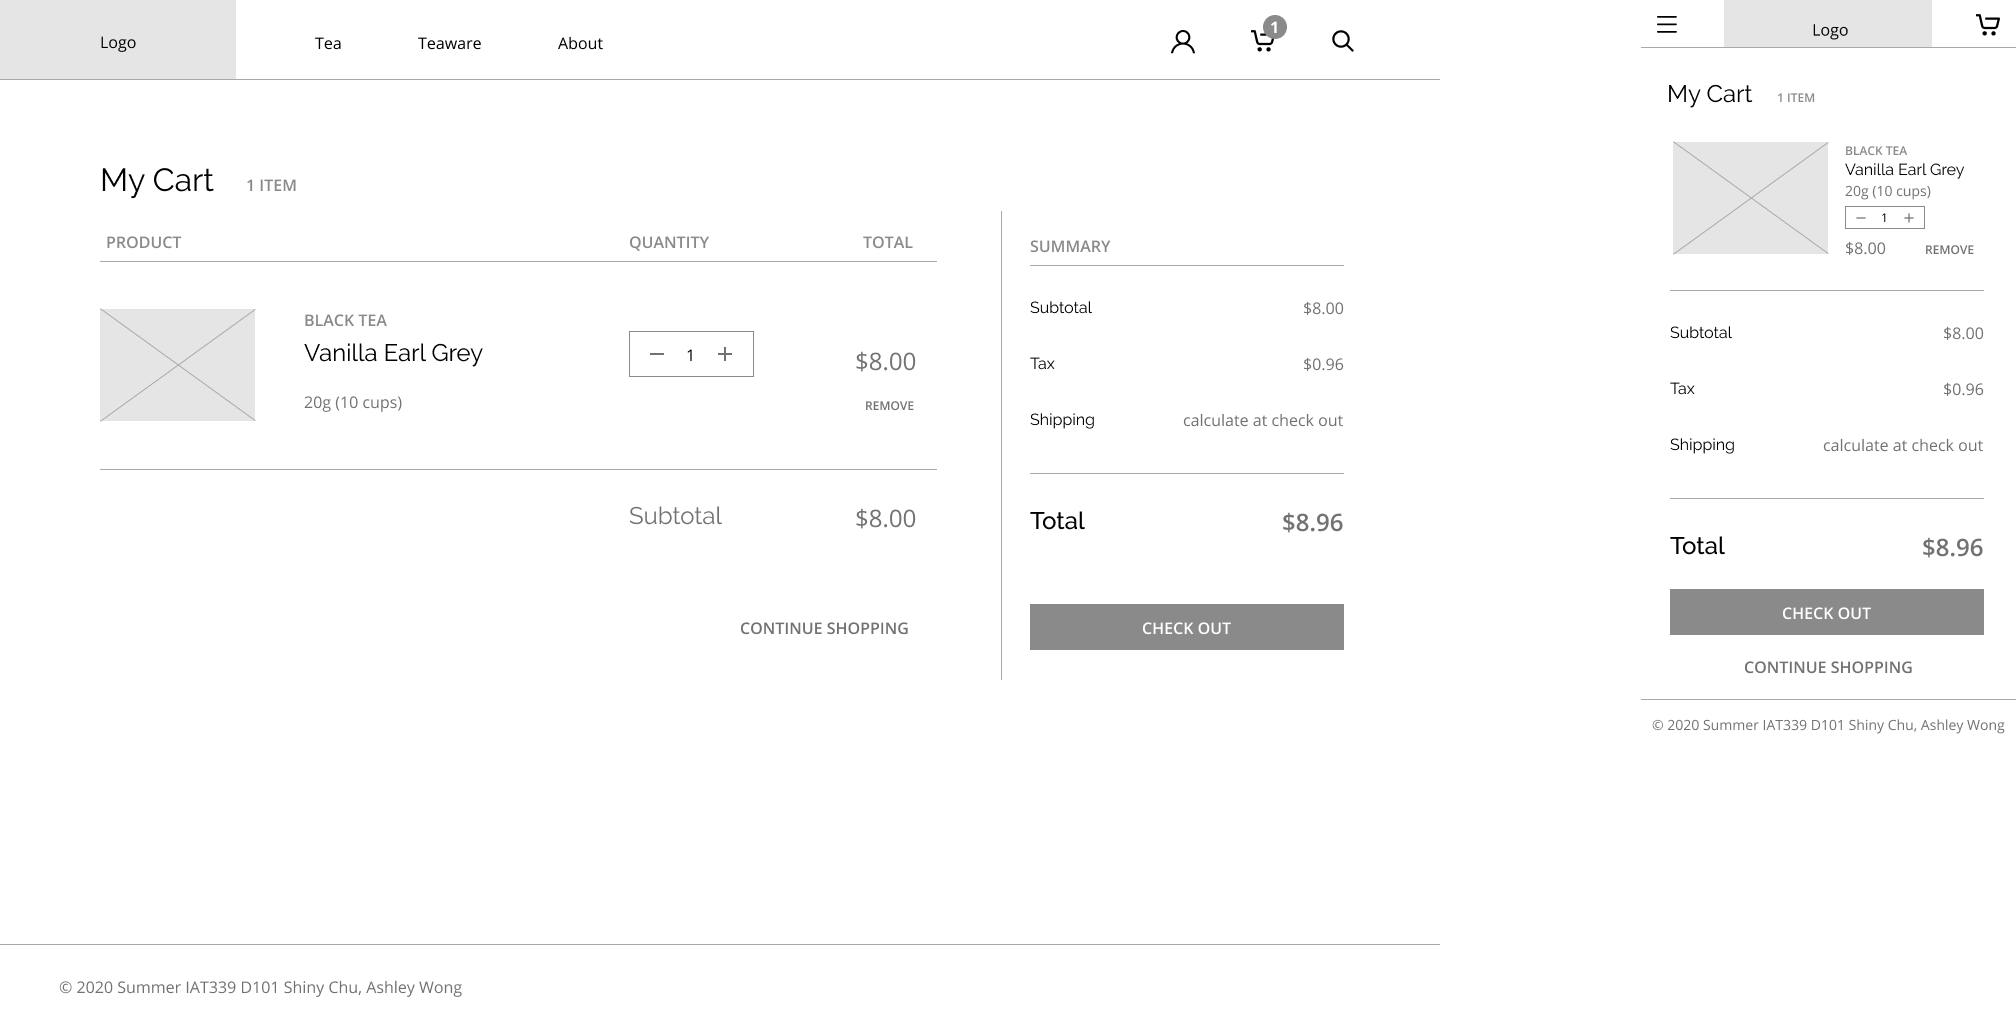 Logo
Tea
Teaware
About
1
My Cart
1 ITEM
PRODUCT
QUANTITY
TOTAL
BLACK TEA
Vanilla Earl Grey
20g (10 cups)
1
$8.00
REMOVE
Subtotal
$8.00
CONTINUE SHOPPING
SUMMARY
Subtotal
$8.00
Tax
$0.96
Shipping
calculate at check out
Total
$8.96
CHECK OUT
© 2020 Summer IAT339 D101 Shiny Chu, Ashley Wong
Logo
My Cart
1 ITEM
BLACK TEA
Vanilla Earl Grey
20g (10 cups)
1
$8.00
REMOVE
Subtotal
$8.00
Tax
$0.96
Shipping
calculate at check out
Total
$8.96
CHECK OUT
CONTINUE SHOPPING
© 2020 Summer IAT339 D101 Shiny Chu, Ashley Wong